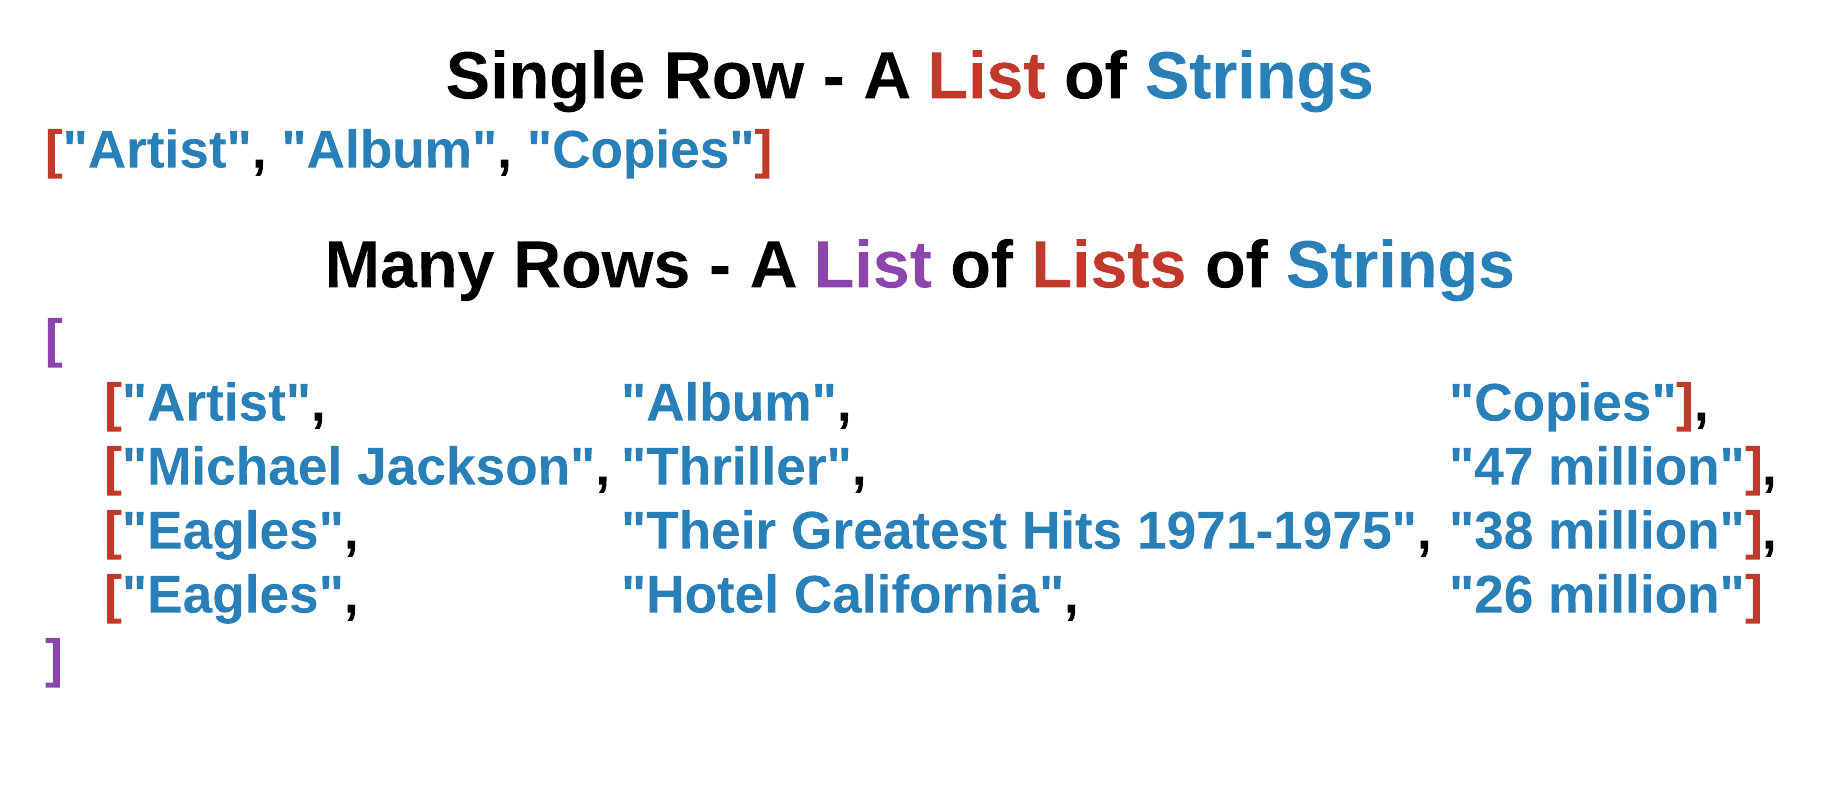 Single Row - A List of Strings
["Artist", "Album", "Copies"]
Many Rows - A List of Lists of Strings
[
["Artist", "Album", "Copies"],
["Michael Jackson", "Thriller", "47 million"],
["Eagles", "Their Greatest Hits 1971-1975", "38 million"],
["Eagles", "Hotel California", "26 million"]
]